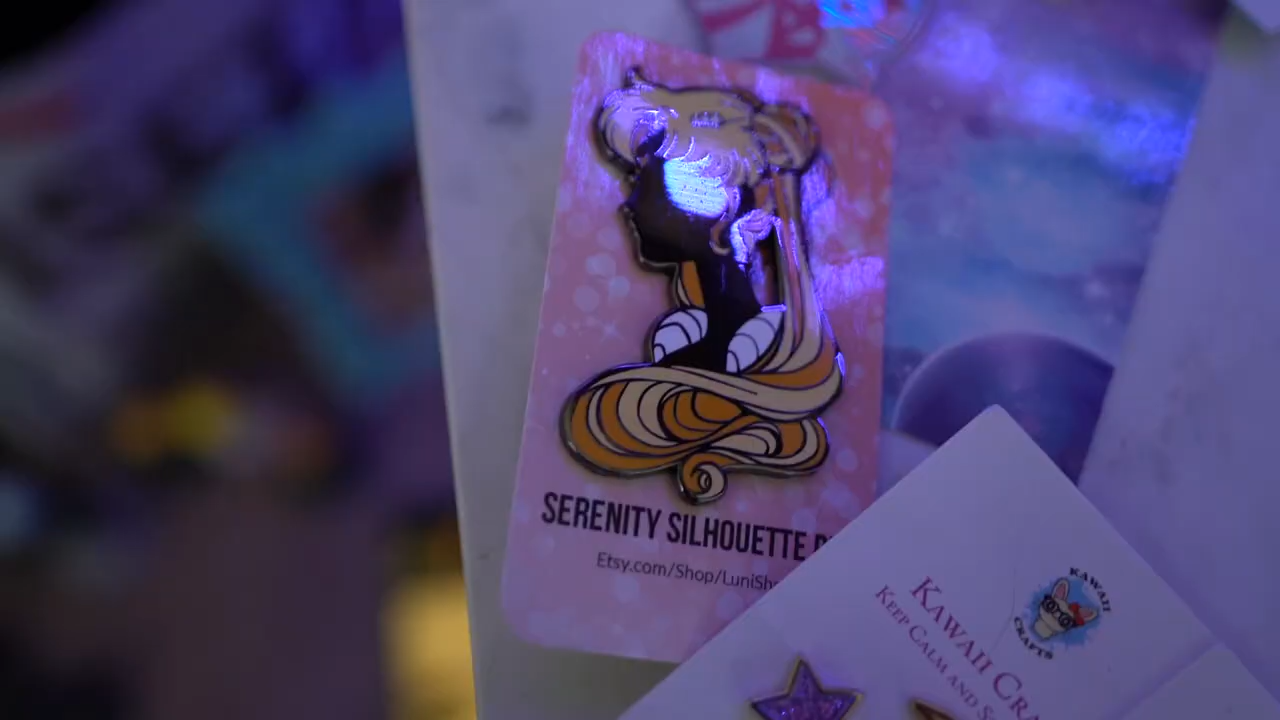 SERENITY SILHOUETTE
Etsy.com/Shop/LuniSh
KAWAII
CRAFTS
KAWAII CRA
KEEP CALM AND S